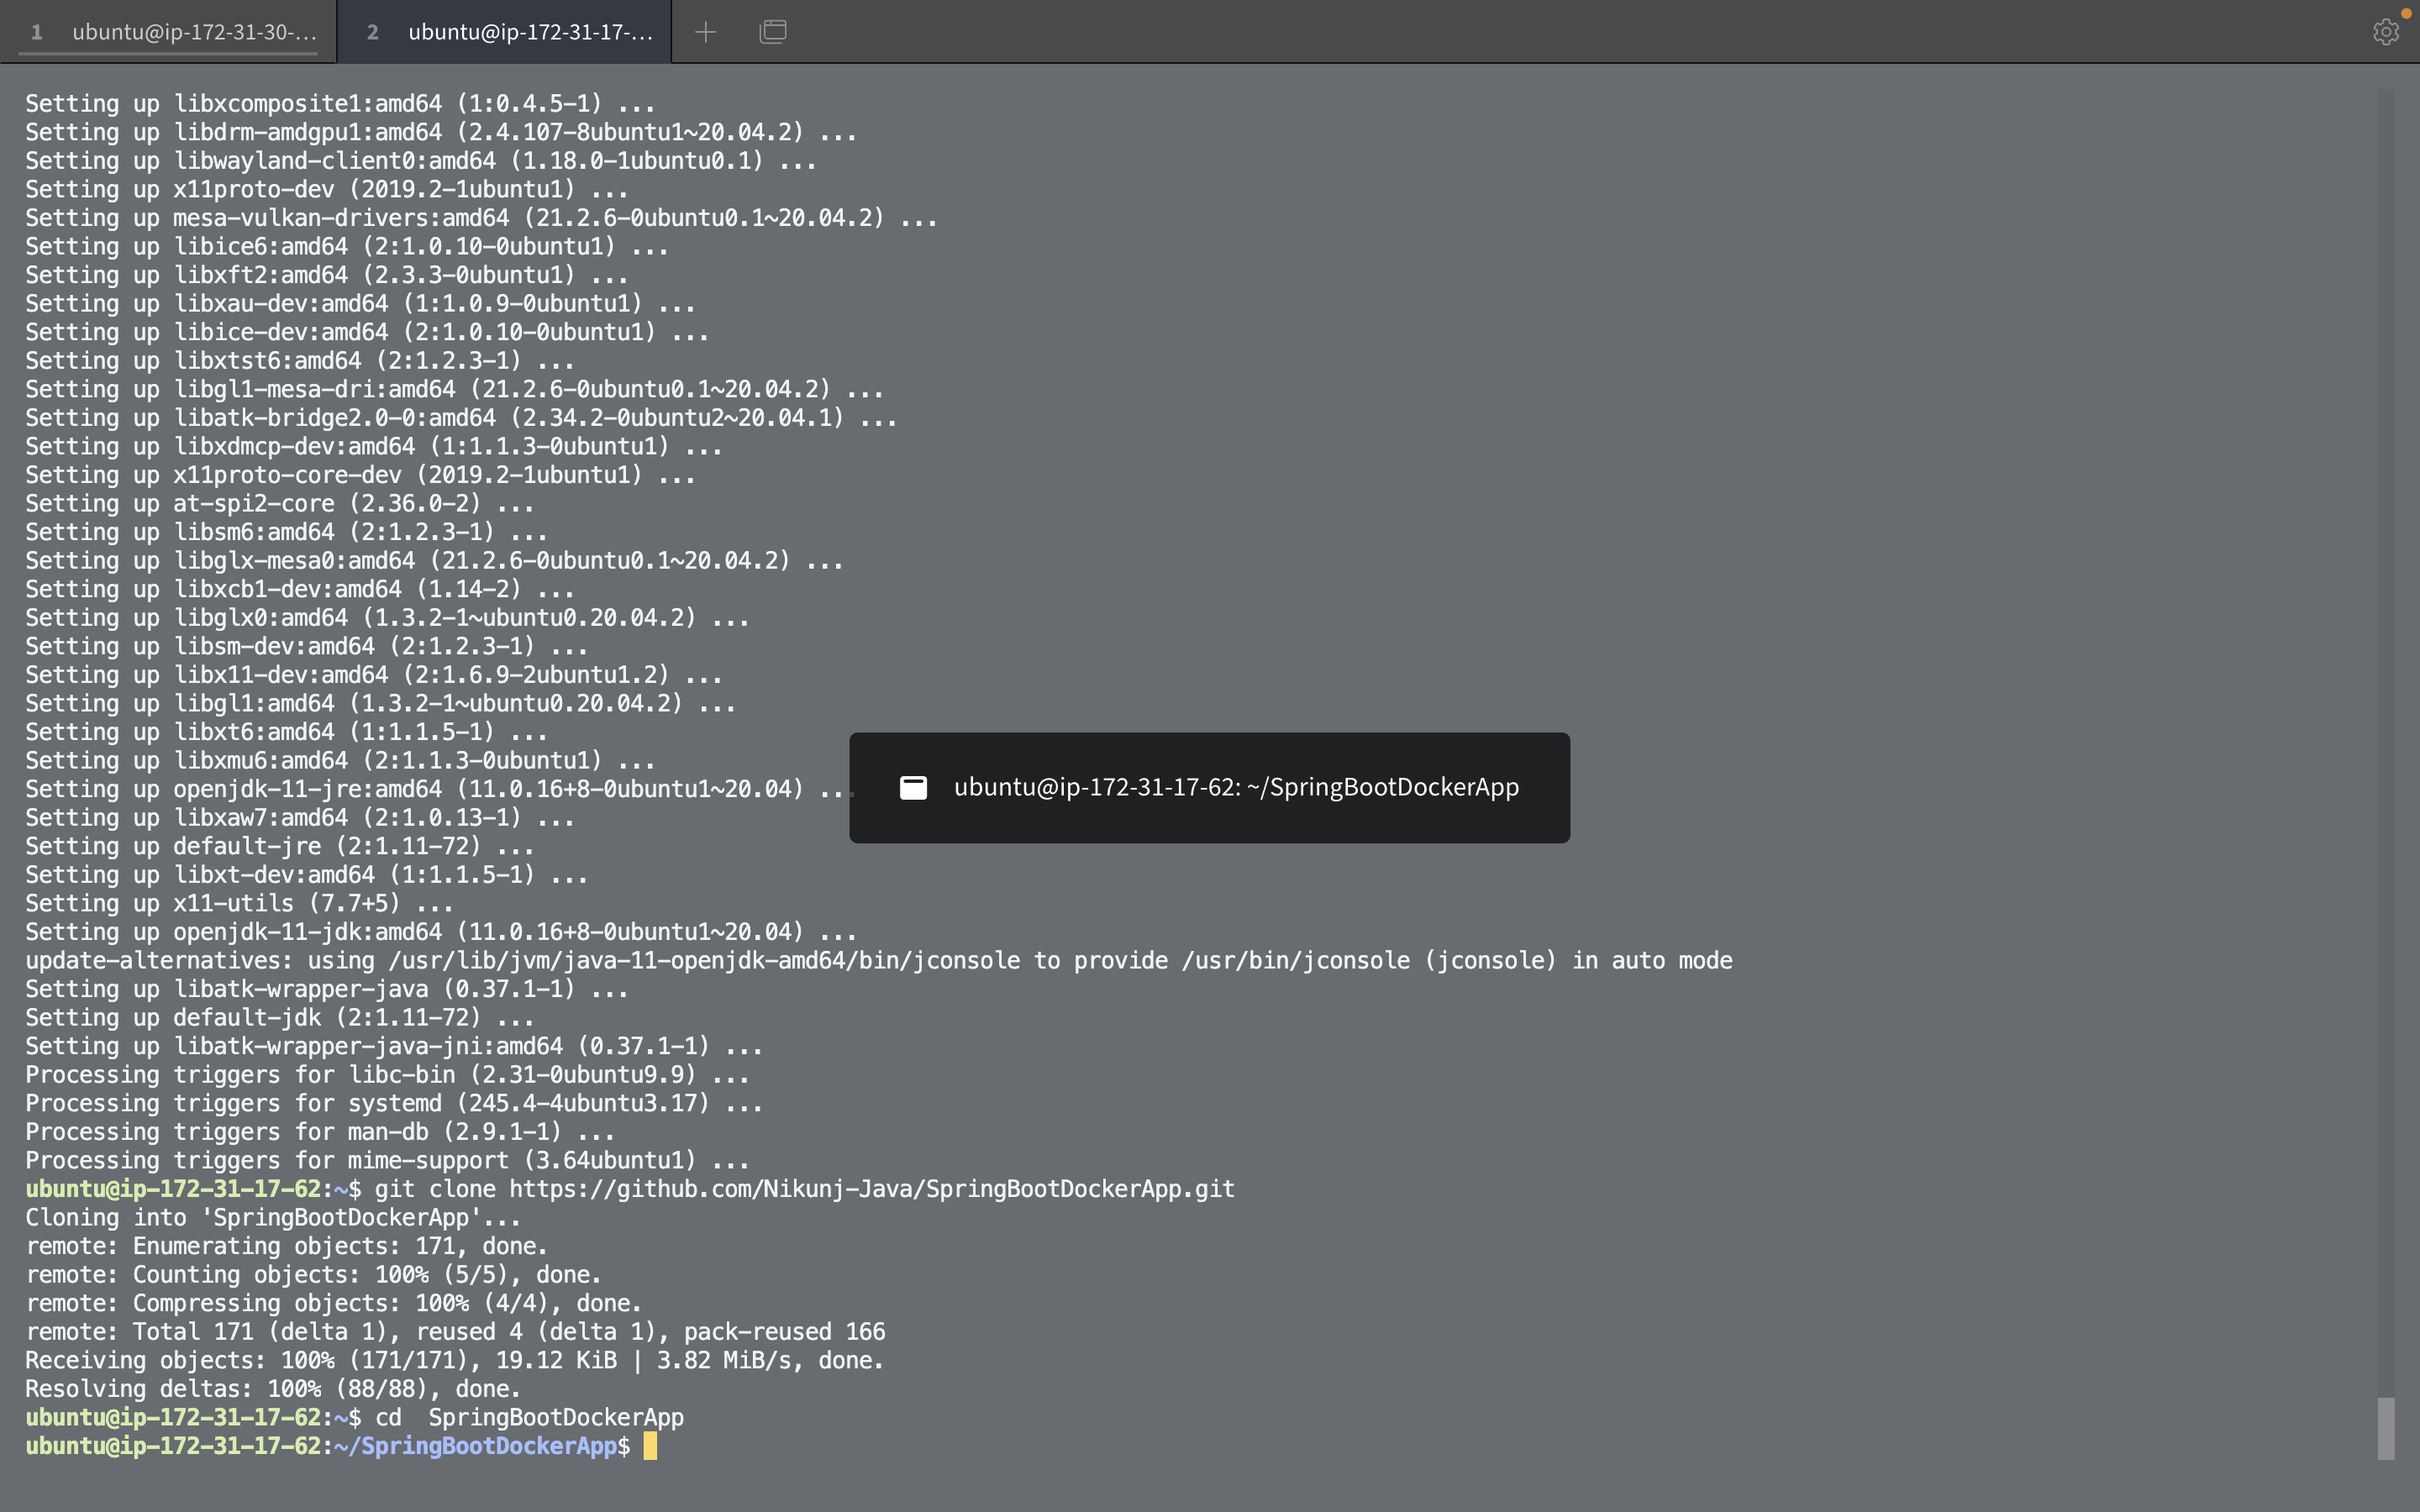 1 ubuntu@ip-172-31-30-... 2 ubuntu@ip-172-31-17-...
Setting up libxcomposite1:amd64 (1:0.4.5-1) ...
Setting up libdrm-amdgpu1:amd64 (2.4.107-8ubuntu1~20.04.2) ...
Setting up libwayland-client0:amd64 (1.18.0-1ubuntu0.1) ...
Setting up x11proto-dev (2019.2-1ubuntu1) ...
Setting up mesa-vulkan-drivers:amd64 (21.2.6-0ubuntu0.1~20.04.2) ...
Setting up libice6:amd64 (2:1.0.10-0ubuntu1) ...
Setting up libxft2:amd64 (2.3.3-0ubuntu1) ...
Setting up libxau-dev:amd64 (1:1.0.9-0ubuntu1) ...
Setting up libice-dev:amd64 (2:1.0.10-0ubuntu1) ...
Setting up libxtst6:amd64 (2:1.2.3-1) ...
Setting up libgl1-mesa-dri:amd64 (21.2.6-0ubuntu0.1~20.04.2) ...
Setting up libatk-bridge2.0-0:amd64 (2.34.2-0ubuntu2~20.04.1) ...
Setting up libxdmcp-dev:amd64 (1:1.1.3-0ubuntu1) ...
Setting up x11proto-core-dev (2019.2-1ubuntu1) ...
Setting up at-spi2-core (2.36.0-2) ...
Setting up libsm6:amd64 (2:1.2.3-1) ...
Setting up libglx-mesa0:amd64 (21.2.6-0ubuntu0.1~20.04.2) ...
Setting up libxcb1-dev:amd64 (1.14-2) ...
Setting up libglx0:amd64 (1.3.2-1~ubuntu0.20.04.2) ...
Setting up libsm-dev:amd64 (2:1.2.3-1) ...
Setting up libx11-dev:amd64 (2:1.6.9-2ubuntu1.2) ...
Setting up libgl1:amd64 (1.3.2-1~ubuntu0.20.04.2) ...
Setting up libxt6:amd64 (1:1.1.5-1) ...
Setting up libxmu6:amd64 (2:1.1.3-0ubuntu1) ...
Setting up openjdk-11-jre:amd64 (11.0.16+8-0ubuntu1~20.04) ...
ubuntu@ip-172-31-17-62: ~/SpringBootDockerApp
Setting up libxaw7:amd64 (2:1.0.13-1) ...
Setting up default-jre (2:1.11-72) ...
Setting up libxt-dev:amd64 (1:1.1.5-1) ...
Setting up x11-utils (7.7+5) ...
Setting up openjdk-11-jdk:amd64 (11.0.16+8-0ubuntu1~20.04) ...
update-alternatives: using /usr/lib/jvm/java-11-openjdk-amd64/bin/jconsole to provide /usr/bin/jconsole (jconsole) in auto mode
Setting up libatk-wrapper-java (0.37.1-1) ...
Setting up default-jdk (2:1.11-72) ...
Setting up libatk-wrapper-java-jni:amd64 (0.37.1-1) ...
Processing triggers for libc-bin (2.31-0ubuntu9.9) ...
Processing triggers for systemd (245.4-4ubuntu3.17) ...
Processing triggers for man-db (2.9.1-1) ...
Processing triggers for mime-support (3.64ubuntu1) ...
ubuntu@ip-172-31-17-62:~$ git clone https://github.com/Nikunj-Java/SpringBootDockerApp.git
Cloning into 'SpringBootDockerApp'...
remote: Enumerating objects: 171, done.
remote: Counting objects: 100% (5/5), done.
remote: Compressing objects: 100% (4/4), done.
remote: Total 171 (delta 1), reused 4 (delta 1), pack-reused 166
Receiving objects: 100% (171/171), 19.12 KiB | 3.82 MiB/s, done.
Resolving deltas: 100% (88/88), done.
ubuntu@ip-172-31-17-62:~$ cd  SpringBootDockerApp
ubuntu@ip-172-31-17-62:~/SpringBootDockerApp$